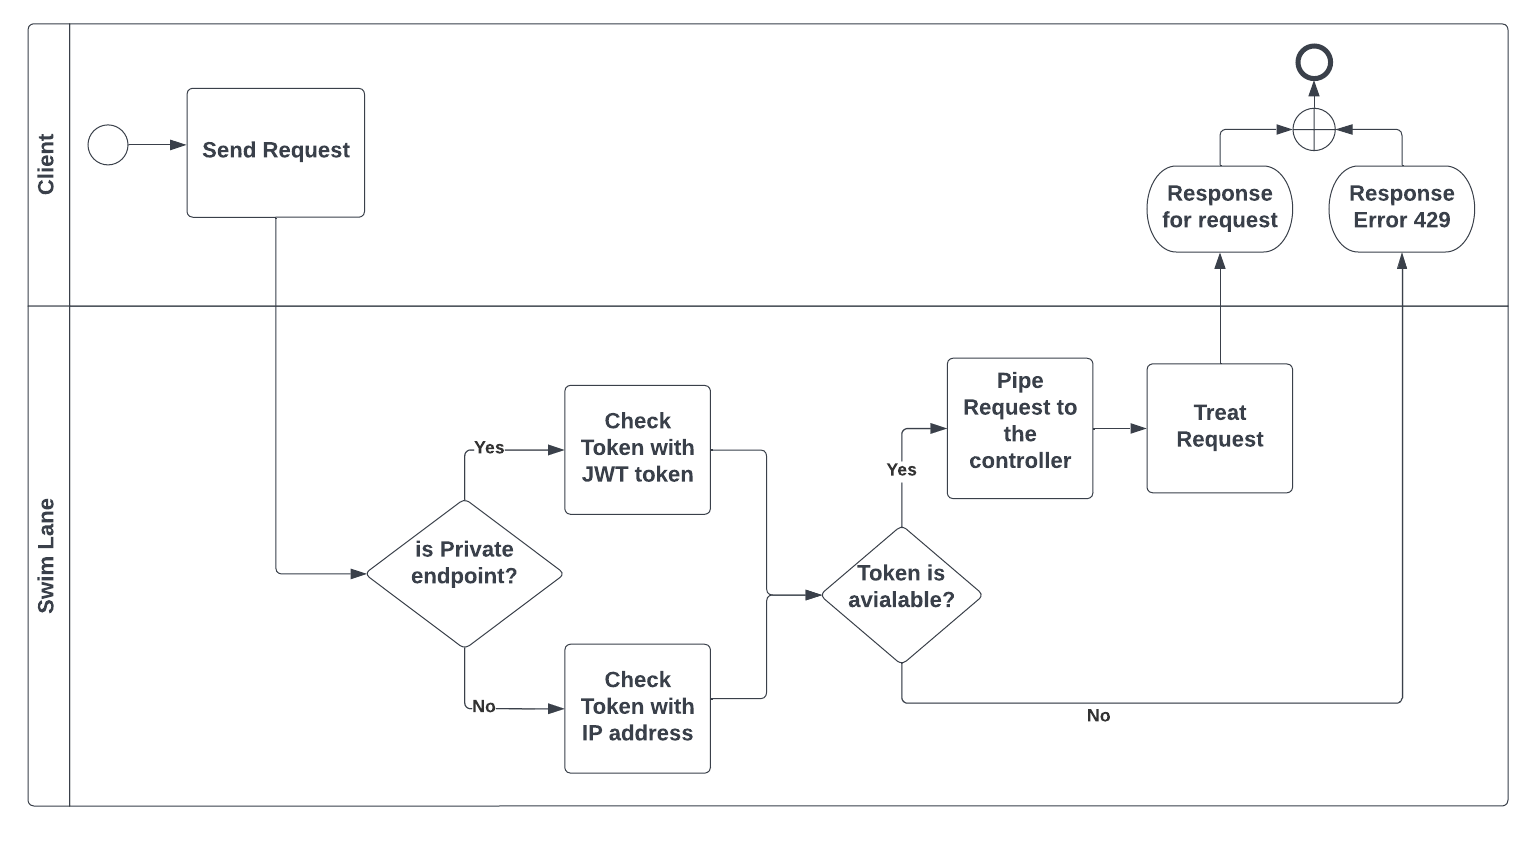 Client
Send Request
Response
for request
Response
Error 429
Swim Lane
is Private
endpoint?
Yes
No
Check
Token with
JWT token
Check
Token with
IP address
Token is
avialable?
Yes
No
Pipe
Request to
the
controller
Treat
Request